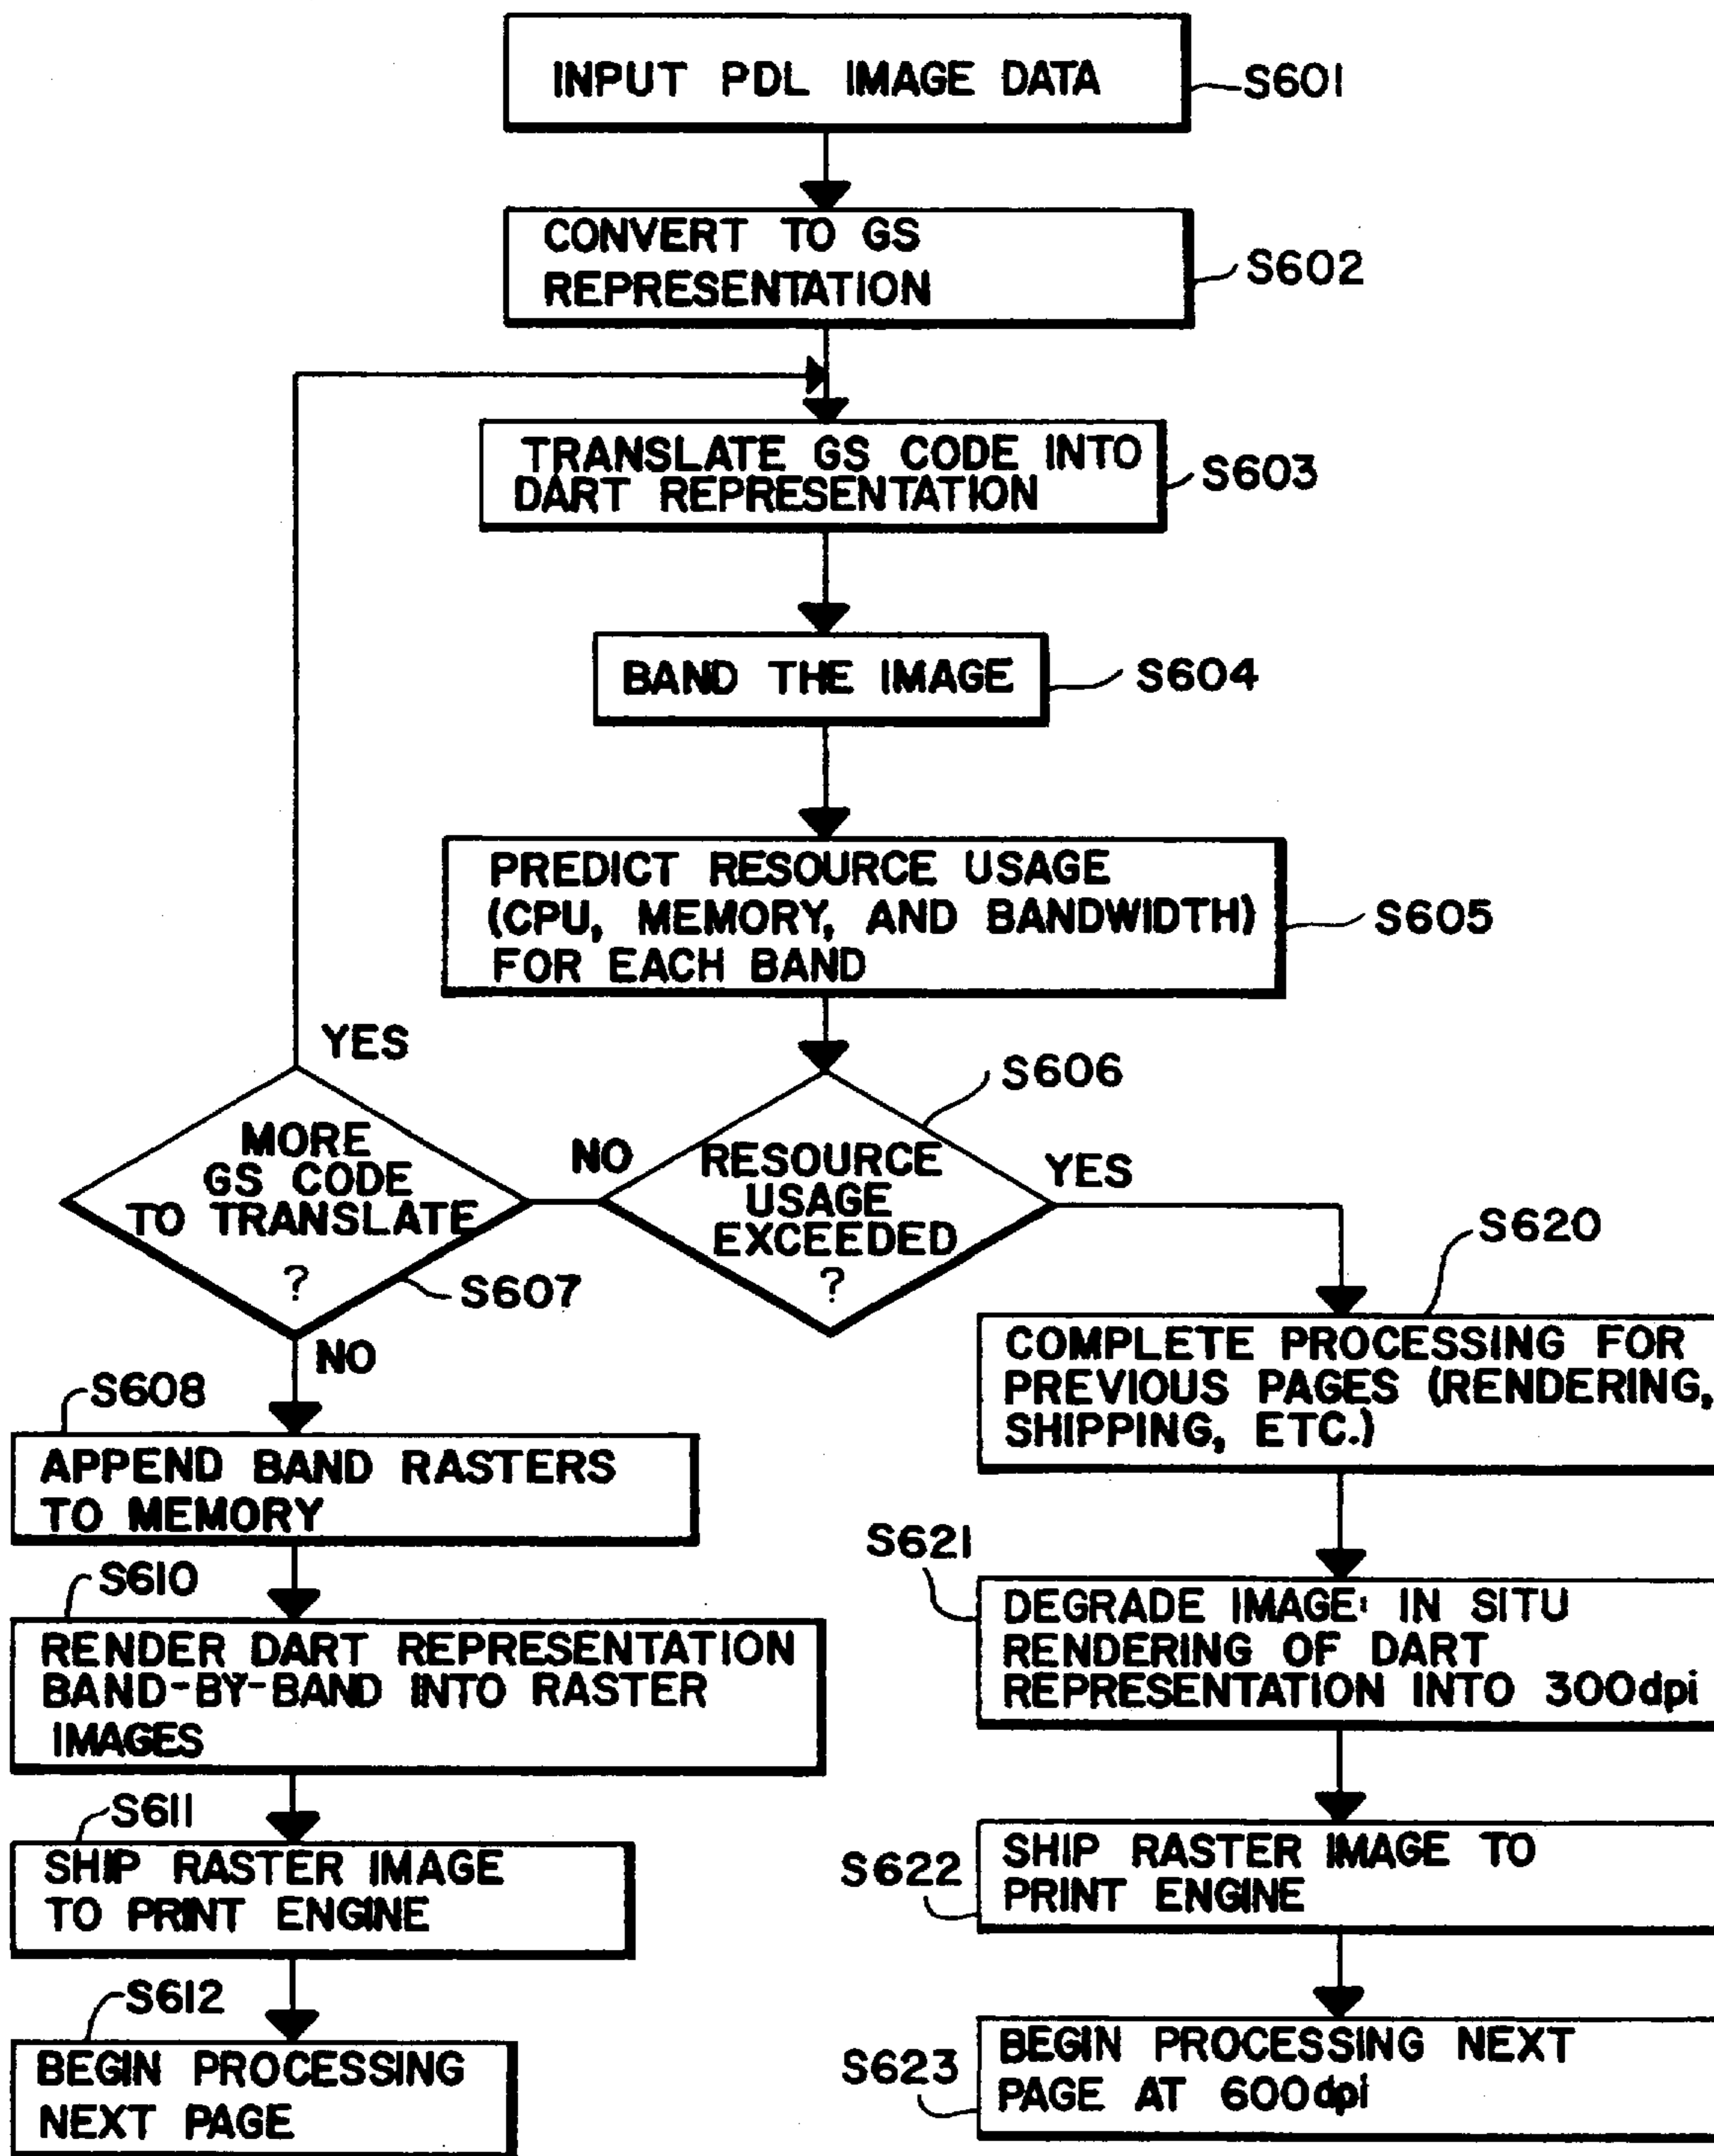 INPUT PDL IMAGE DATA
S601
CONVERT TO GS
REPRESENTATION
S602
TRANSLATE GS CODE INTO
DART REPRESENTATION
S603
BAND THE IMAGE
S604
PREDICT RESOURCE USAGE
(CPU, MEMORY, AND BANDWIDTH)
FOR EACH BAND
S605
YES
MORE
GS CODE
TO TRANSLATE
?
S607
NO
RESOURCE
USAGE
EXCEEDED
?
S606
YES
NO
S608
APPEND BAND RASTERS
TO MEMORY
S610
RENDER DART REPRESENTATION
BAND-BY-BAND INTO RASTER
IMAGES
S611
SHIP RASTER IMAGE
TO PRINT ENGINE
S612
BEGIN PROCESSING
NEXT PAGE
S620
COMPLETE PROCESSING FOR
PREVIOUS PAGES (RENDERING,
SHIPPING, ETC.)
S621
DEGRADE IMAGE: IN SITU
RENDERING OF DART
REPRESENTATION INTO 300dpi
S622
SHIP RASTER IMAGE TO
PRINT ENGINE
S623
BEGIN PROCESSING NEXT
PAGE AT 600dpi